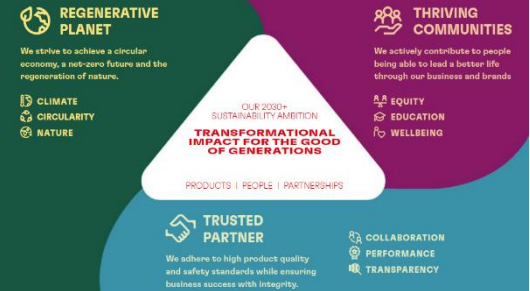 REGENERATIVE
PLANET
We strive to achieve a circular
economy, a net-zero future and the
regeneration of nature.
CLIMATE
CIRCULARITY
NATURE
THRIVING
COMMUNITIES
We actively contribute to people
being able to lead a better life
through our business and brands
EQUITY
EDUCATION
WELLBEING
OUR 2030+
SUSTAINABILITY AMBITION
TRANSFORMATIONAL
IMPACT FOR THE GOOD
OF GENERATIONS
PRODUCTS | PEOPLE | PARTNERSHIPS
TRUSTED
PARTNER
We adhere to high product quality
and safety standards while ensuring
business success with integrity.
COLLABORATION
PERFORMANCE
TRANSPARENCY